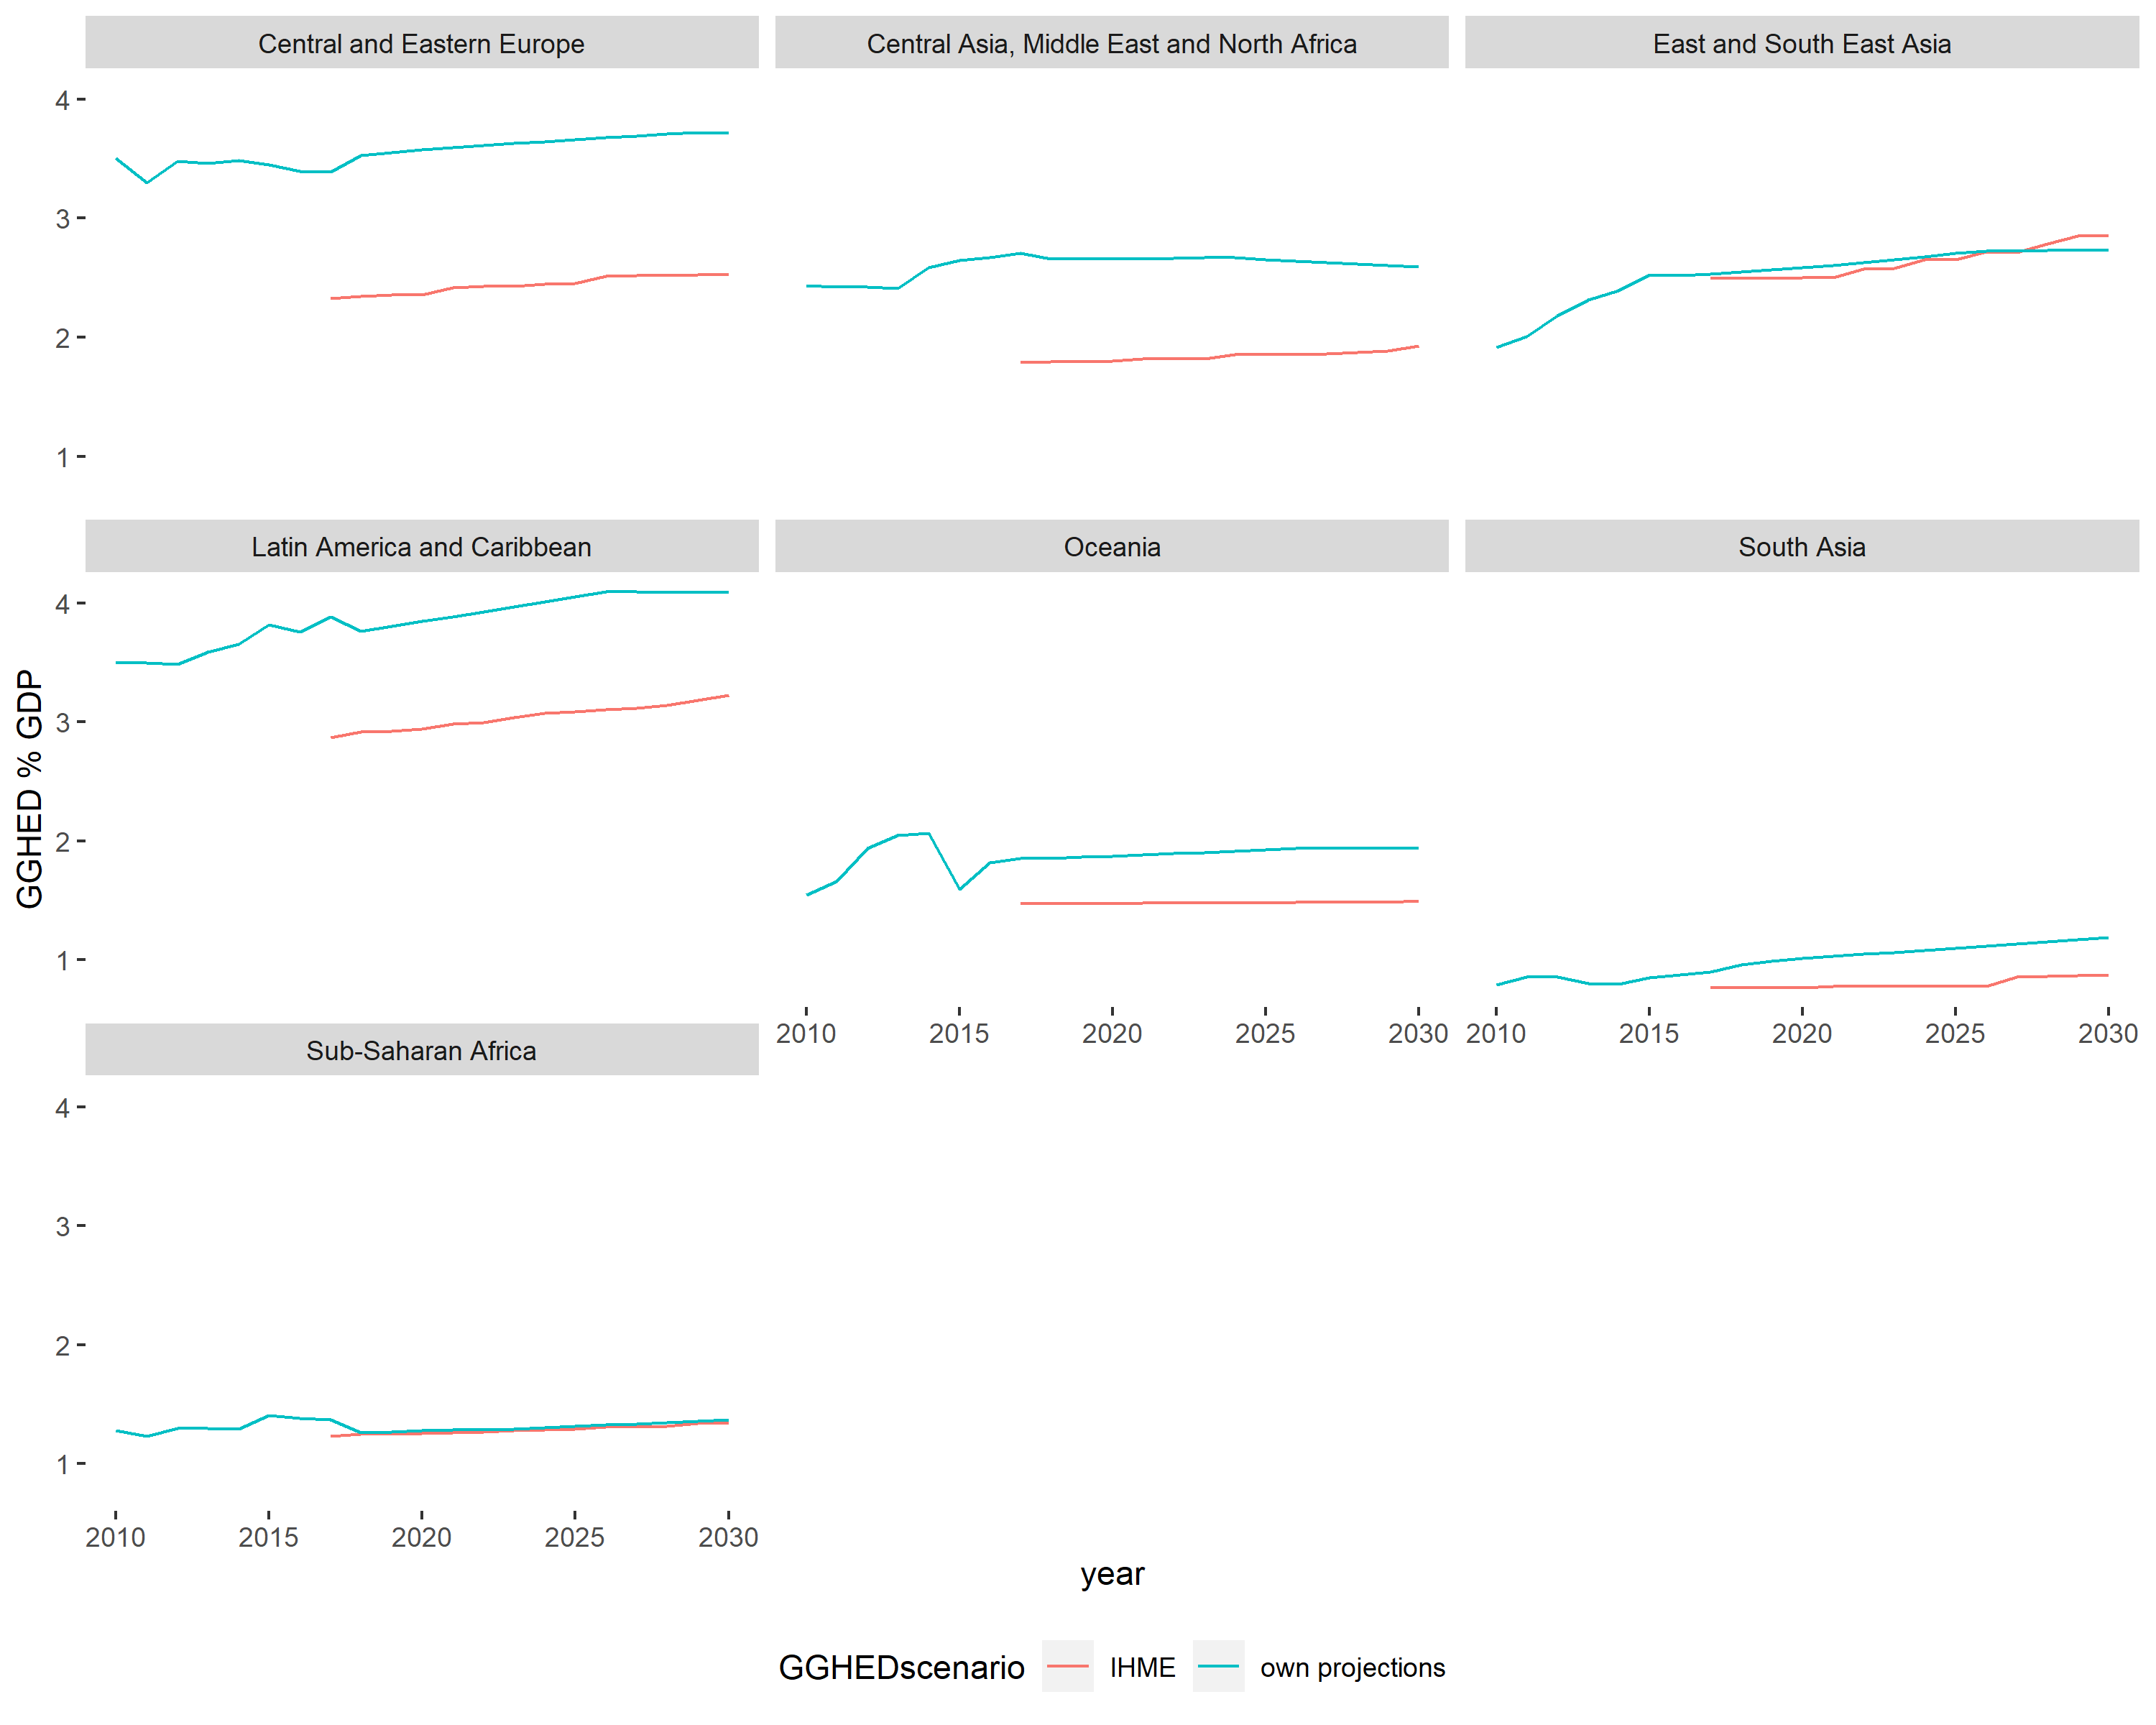 Central and Eastern Europe
Central Asia, Middle East and North Africa
East and South East Asia
4
3
2
1
Latin America and Caribbean
Oceania
South Asia
4
3
2
1
GGHED % GDP
2010 2015 2020 2025 2030
2010 2015 2020 2025 2030
Sub-Saharan Africa
4
3
2
1
2010 2015 2020 2025 2030
year
GGHEDscenario IHME own projections